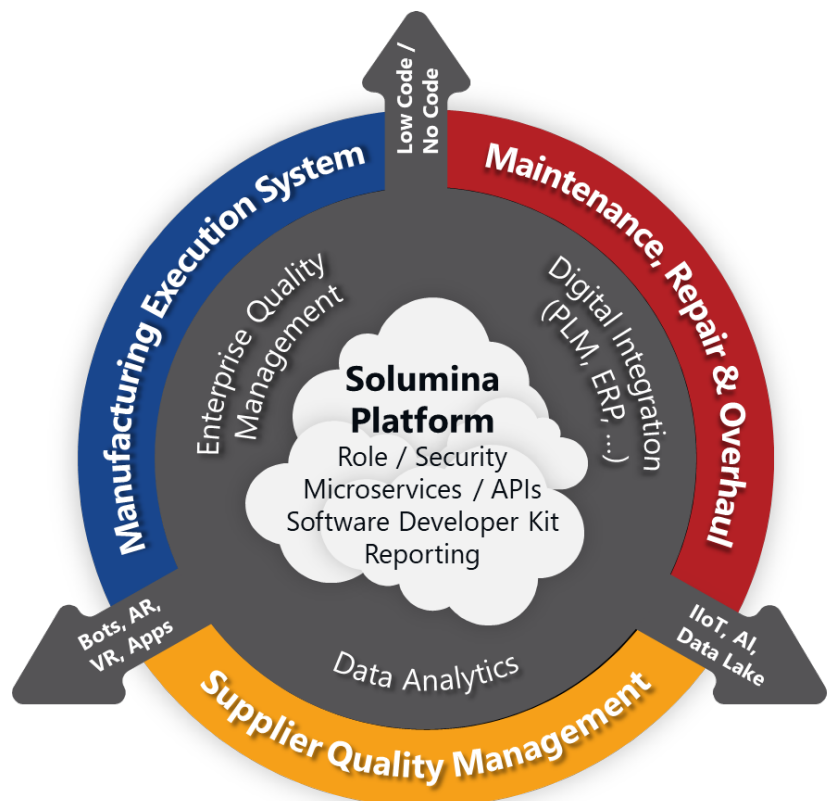 Low Code /
No Code
Manufacturing Execution System
Maintenance, Repair & Overhaul
Enterprise Quality
Management
Digital Integration
(PLM, ERP, ...)
Solumina
Platform
Role / Security
Microservices / APIs
Software Developer Kit
Reporting
Bots, AR,
VR, Apps
IIoT, AI,
Data Lake
Data Analytics
Supplier Quality Management